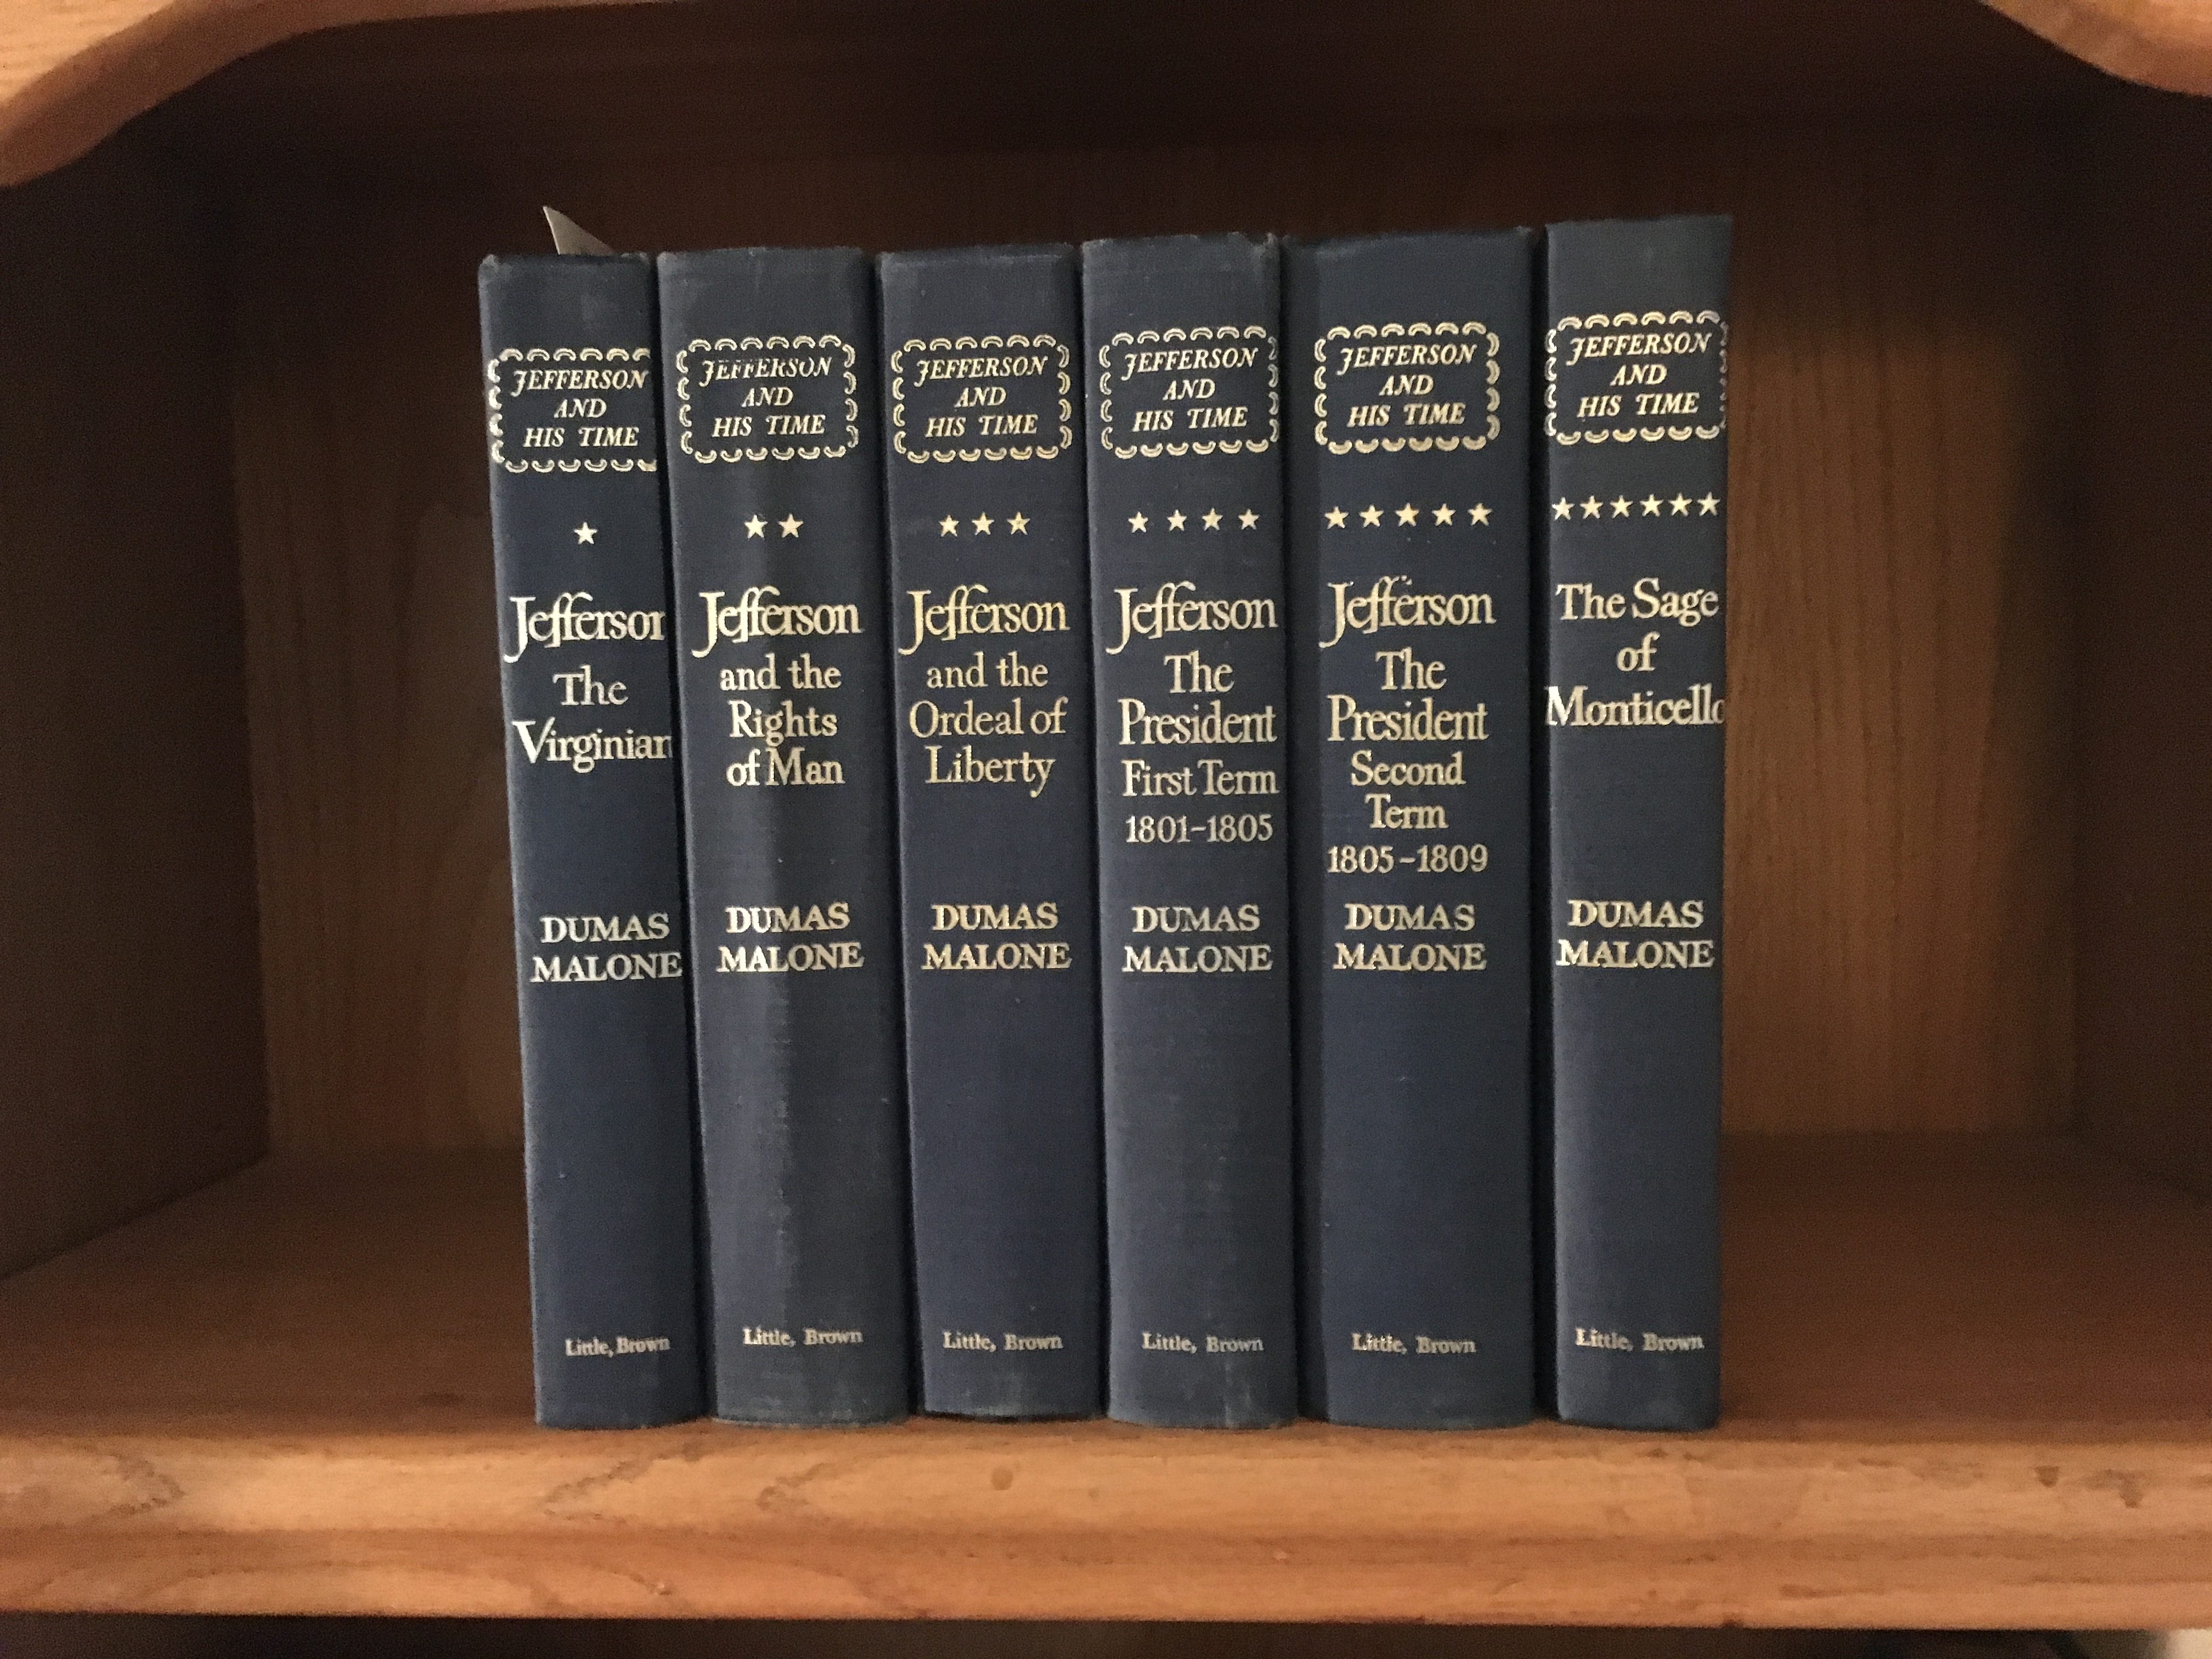 JEFFERSON
AND
HIS TIME
Jefferson
The
Virginian
DUMAS
MALONE
Little, Brown
JEFFERSON
AND
HIS TIME
Jefferson
and the
Rights
of Man
DUMAS
MALONE
Little, Brown
JEFFERSON
AND
HIS TIME
Jefferson
and the
Ordeal of
Liberty
DUMAS
MALONE
Little, Brown
JEFFERSON
AND
HIS TIME
Jefferson
The
President
First Term
1801-1805
DUMAS
MALONE
Little, Brown
JEFFERSON
AND
HIS TIME
Jefferson
The
President
Second
Term
1805-1809
DUMAS
MALONE
Little, Brown
JEFFERSON
AND
HIS TIME
The Sage
of
Monticello
DUMAS
MALONE
Little, Brown